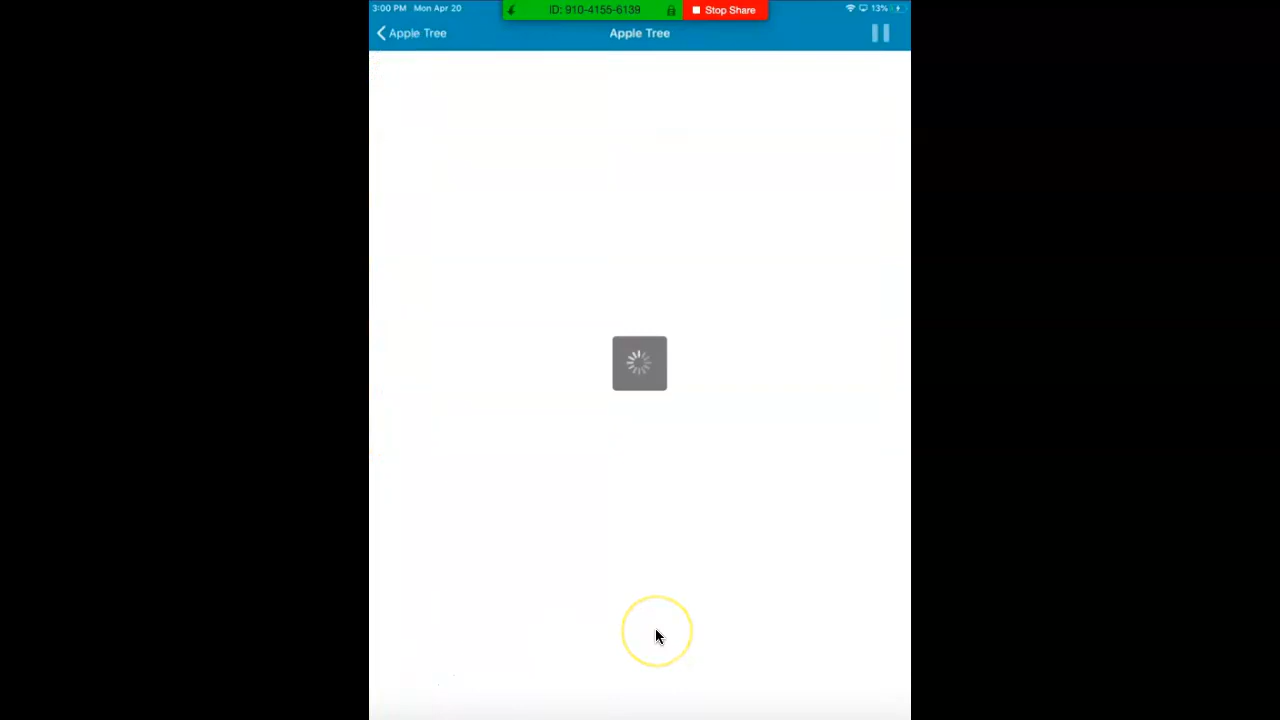 3:00 PM Mon Apr 20
ID: 910-4155-6139
Stop Share
13%
Apple Tree
Apple Tree